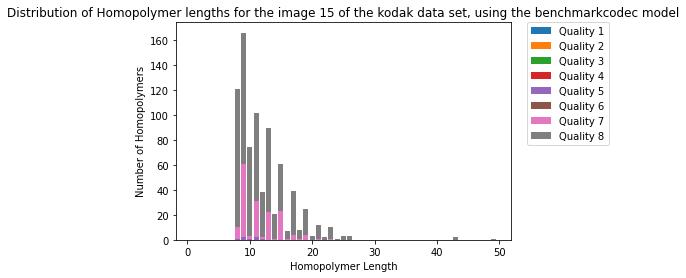 Distribution of Homopolymer lengths for the image 15 of the kodak data set, using the benchmarkcodec model
Number of Homopolymers
160
140
120
100
80
60
40
20
0
0 10 20 30 40 50
Homopolymer Length
Quality 1
Quality 2
Quality 3
Quality 4
Quality 5
Quality 6
Quality 7
Quality 8